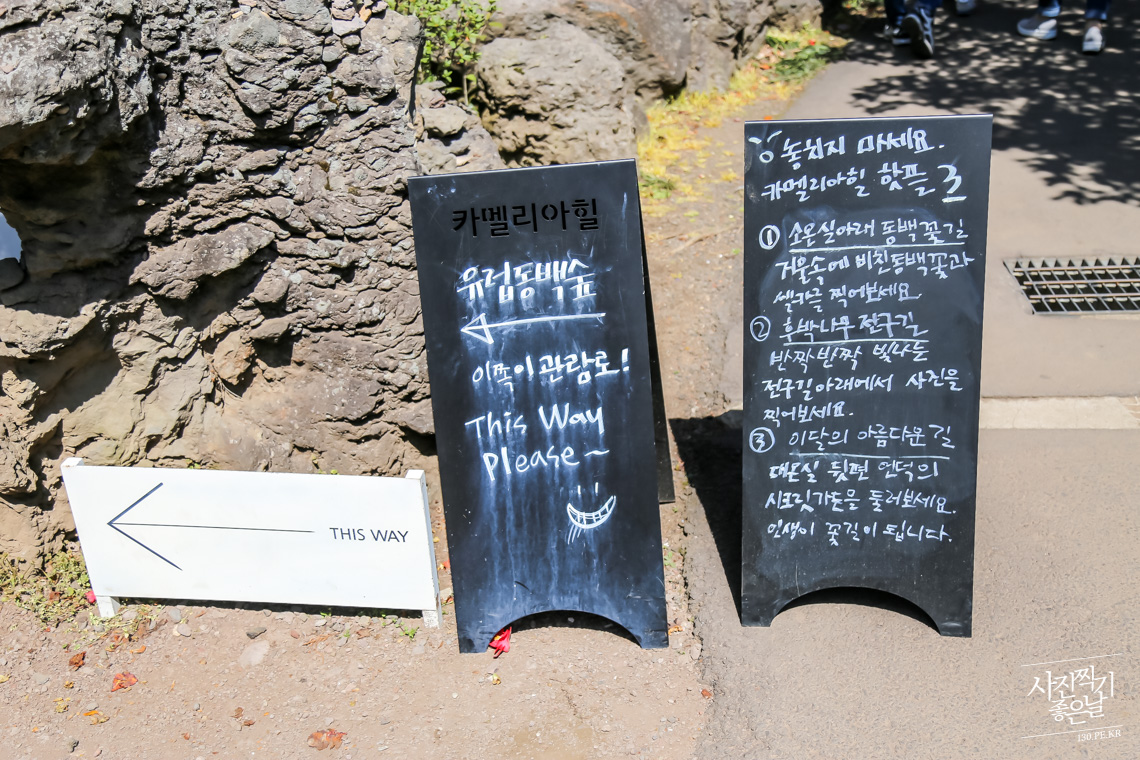 THIS WAY
카멜리아힐
유럽동백숲
이쪽이 관람로!
This Way
Please~
놓치지 마세요.
카멜리아힐 핫플 3
① 소온실아래 동백꽃길
거울속에 비친동백꽃과
셀카를 찍어보세요.
② 후박나무 전구길
반짝반짝 빛나는
전구길아래에서 사진을
찍어보세요.
③ 이달의 아름다운 길
대온실 뒷편 언덕의
시크릿가든을 둘러보세요.
인생이 꽃길이 됩니다.
사진찍기
좋은날
130.PE.KR